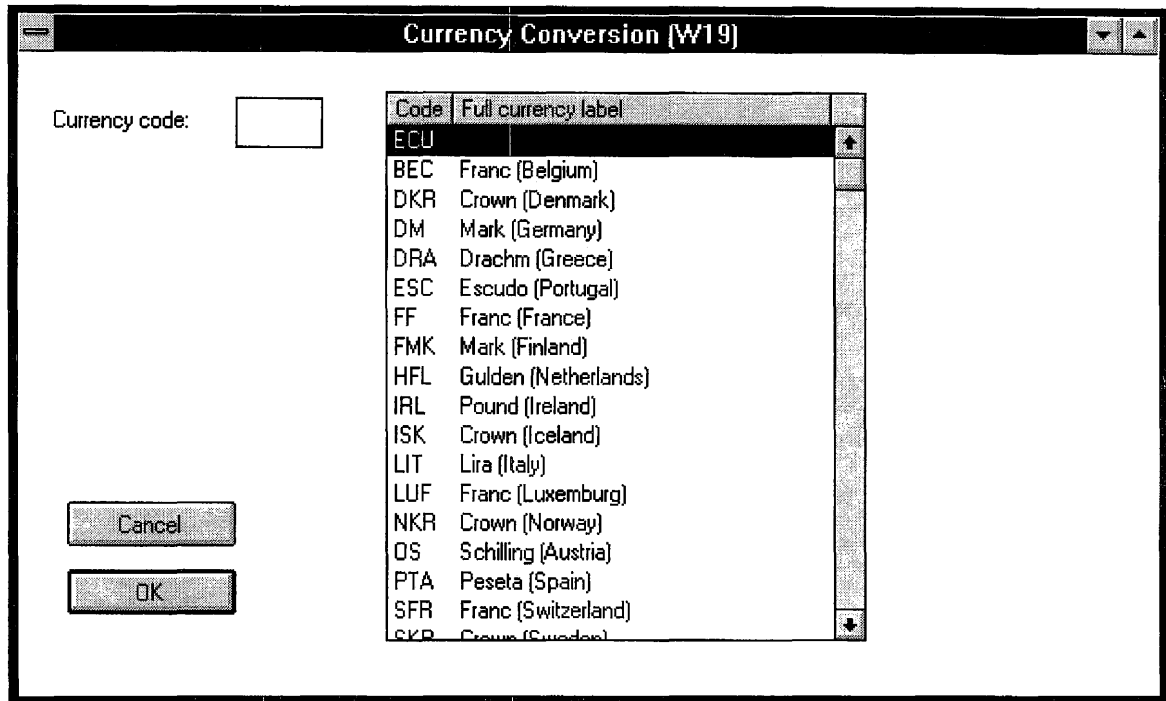 Currency Conversion (W19)
Currency code:
Code Full currency label
ECU
BEC Franc (Belgium)
DKR Crown (Denmark)
DM Mark (Germany)
DRA Drachm (Greece)
ESC Escudo (Portugal)
FF Franc (France)
FMK Mark (Finland)
HFL Gulden (Netherlands)
IRL Pound (Ireland)
ISK Crown (Iceland)
LIT Lira (Italy)
LUF Franc (Luxemburg)
NKR Crown (Norway)
OS Schilling (Austria)
PTA Peseta (Spain)
SFR Franc (Switzerland)
SKR Crown (Sweden)
Cancel
OK